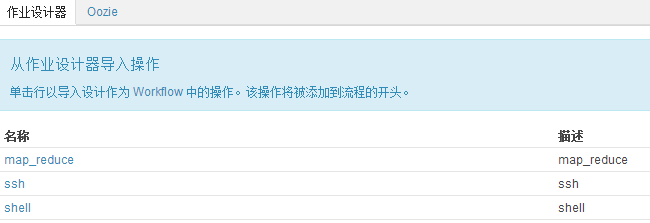 作业设计器 Oozie
从作业设计器导入操作
单击行以导入设计作为 Workflow 中的操作。该操作将被添加到流程的开头。
名称 描述
map_reduce map_reduce
ssh ssh
shell shell